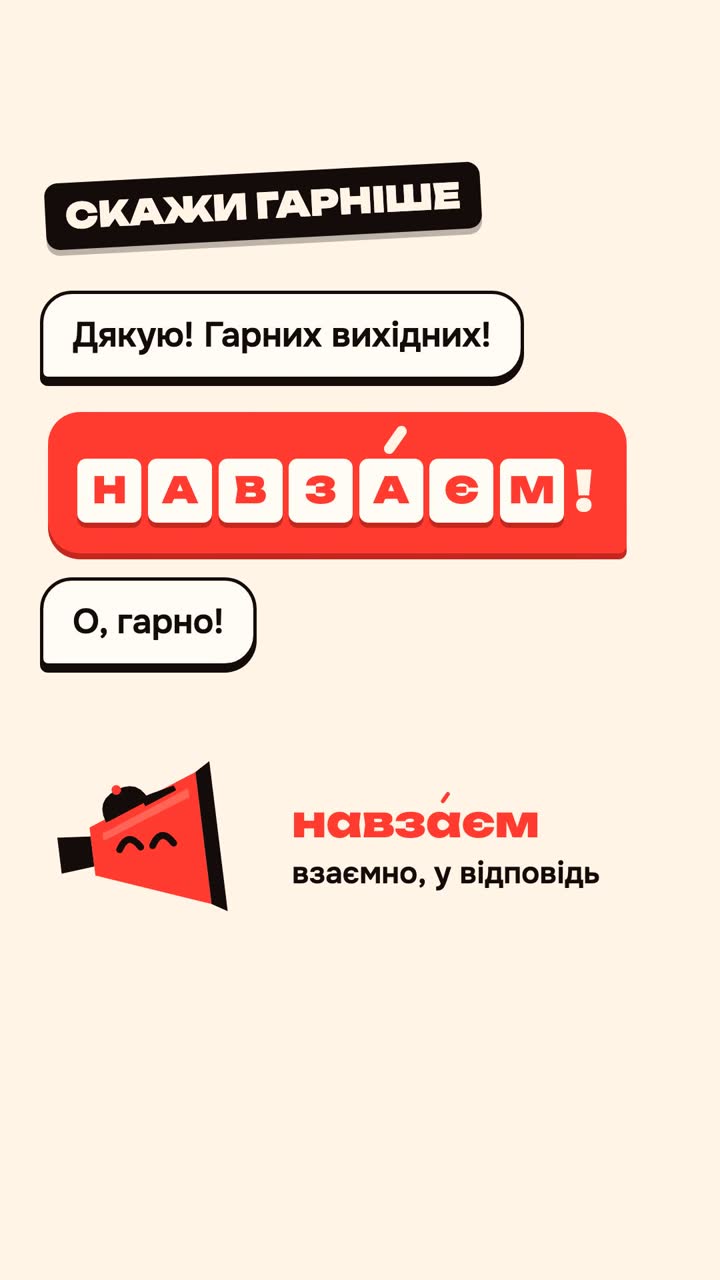 СКАЖИ ГАРНІШЕ
Дякую! Гарних вихідних!
НАВЗА́ЄМ!
О, гарно!
навза́єм
взаємно, у відповідь